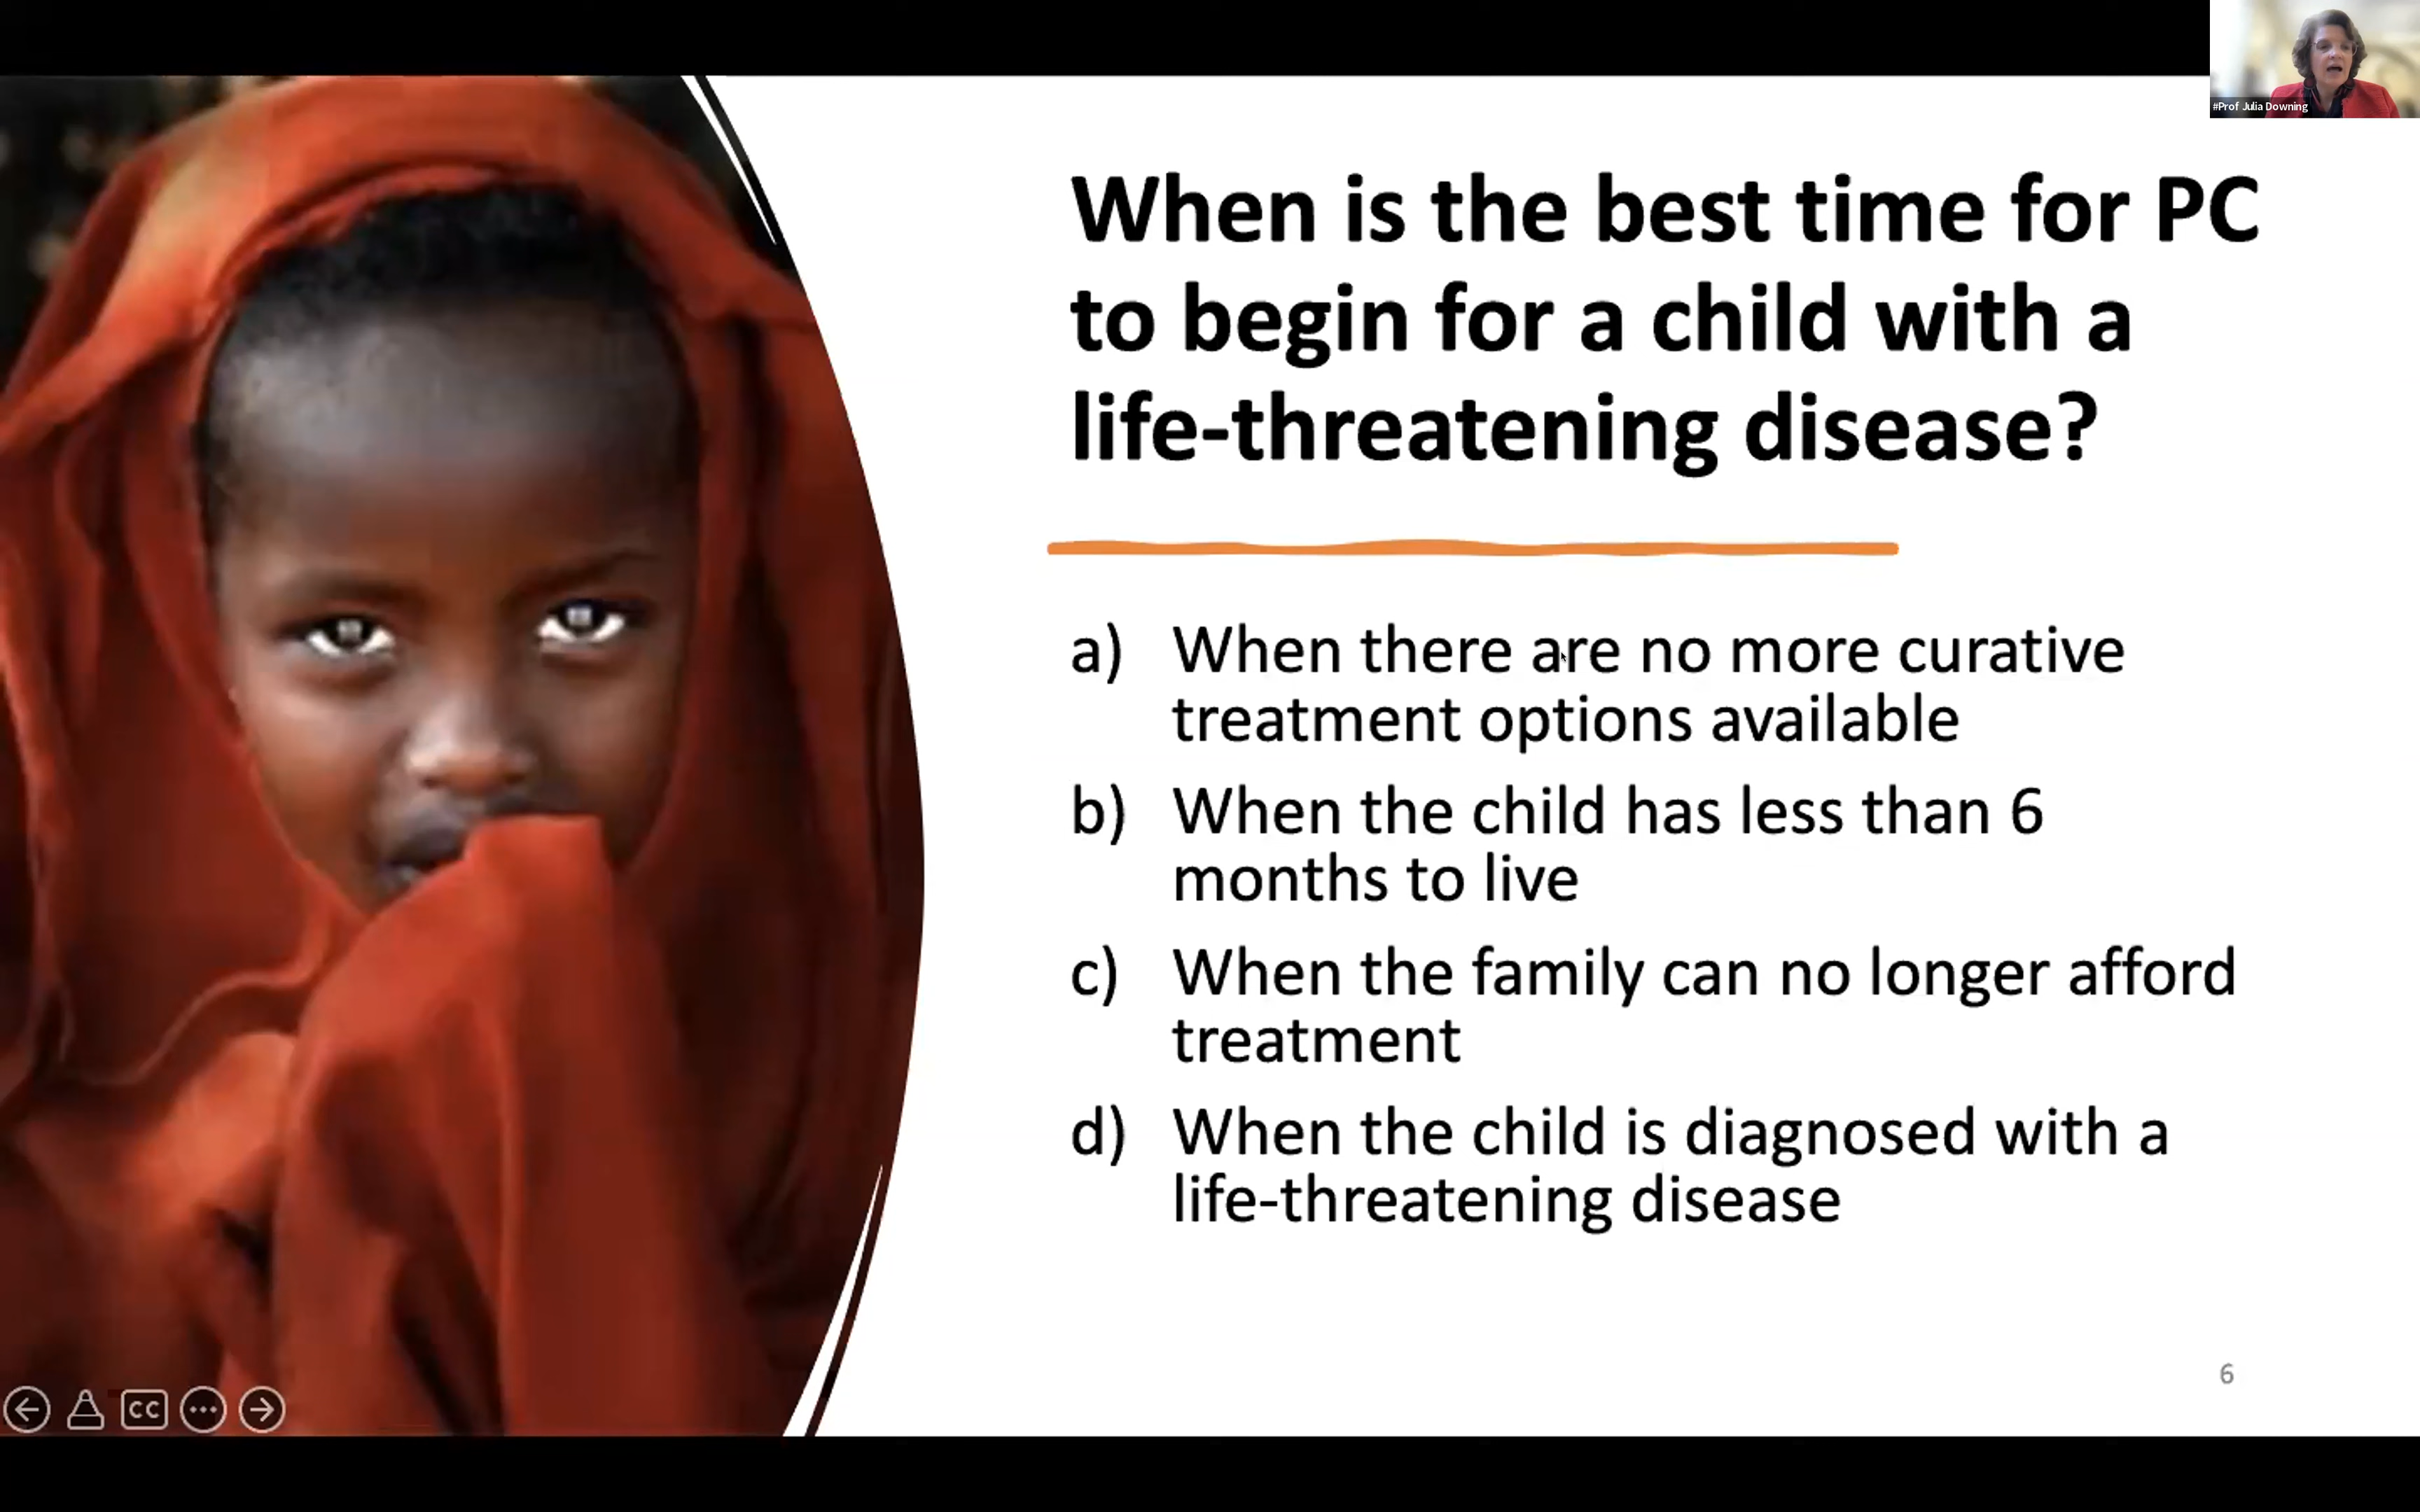 #Prof Julia Downing
When is the best time for PC
to begin for a child with a
life-threatening disease?
a) When there are no more curative
treatment options available
b) When the child has less than 6
months to live
c) When the family can no longer afford
treatment
d) When the child is diagnosed with a
life-threatening disease
CC
6